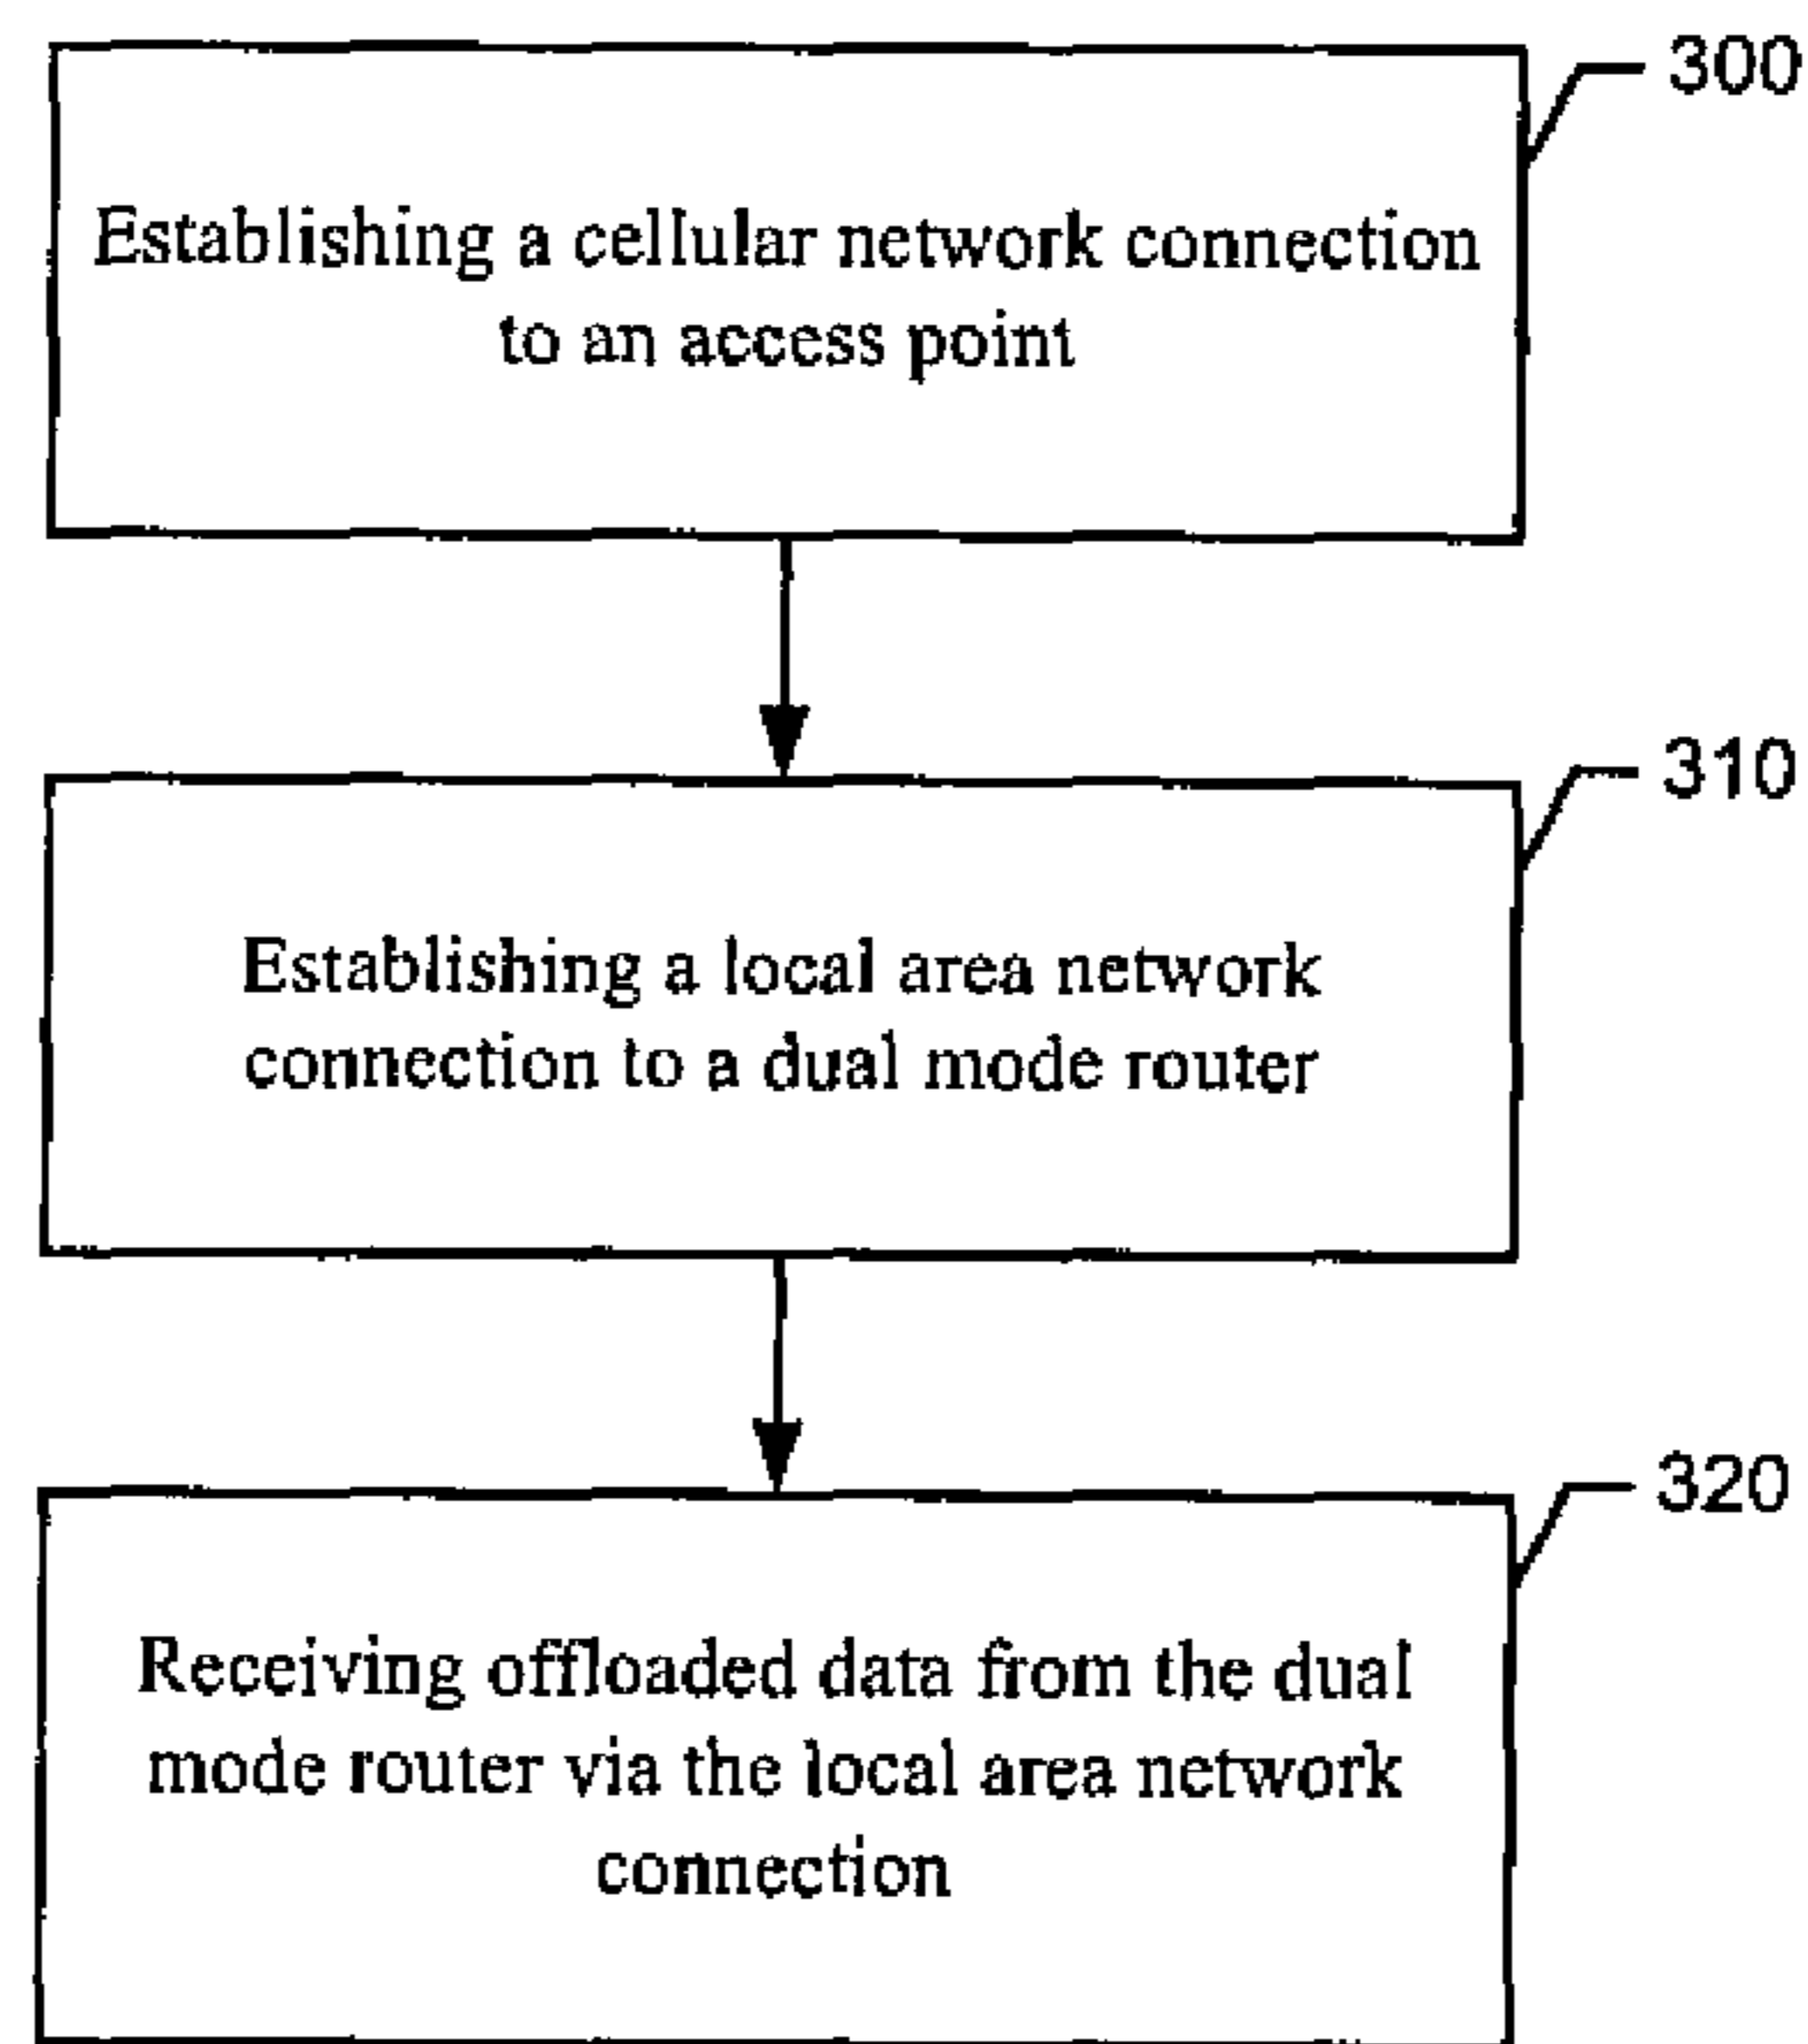 300
Establishing a cellular network connection
to an access point
310
Establishing a local area network
connection to a dual mode router
320
Receiving offloaded data from the dual
mode router via the local area network
connection